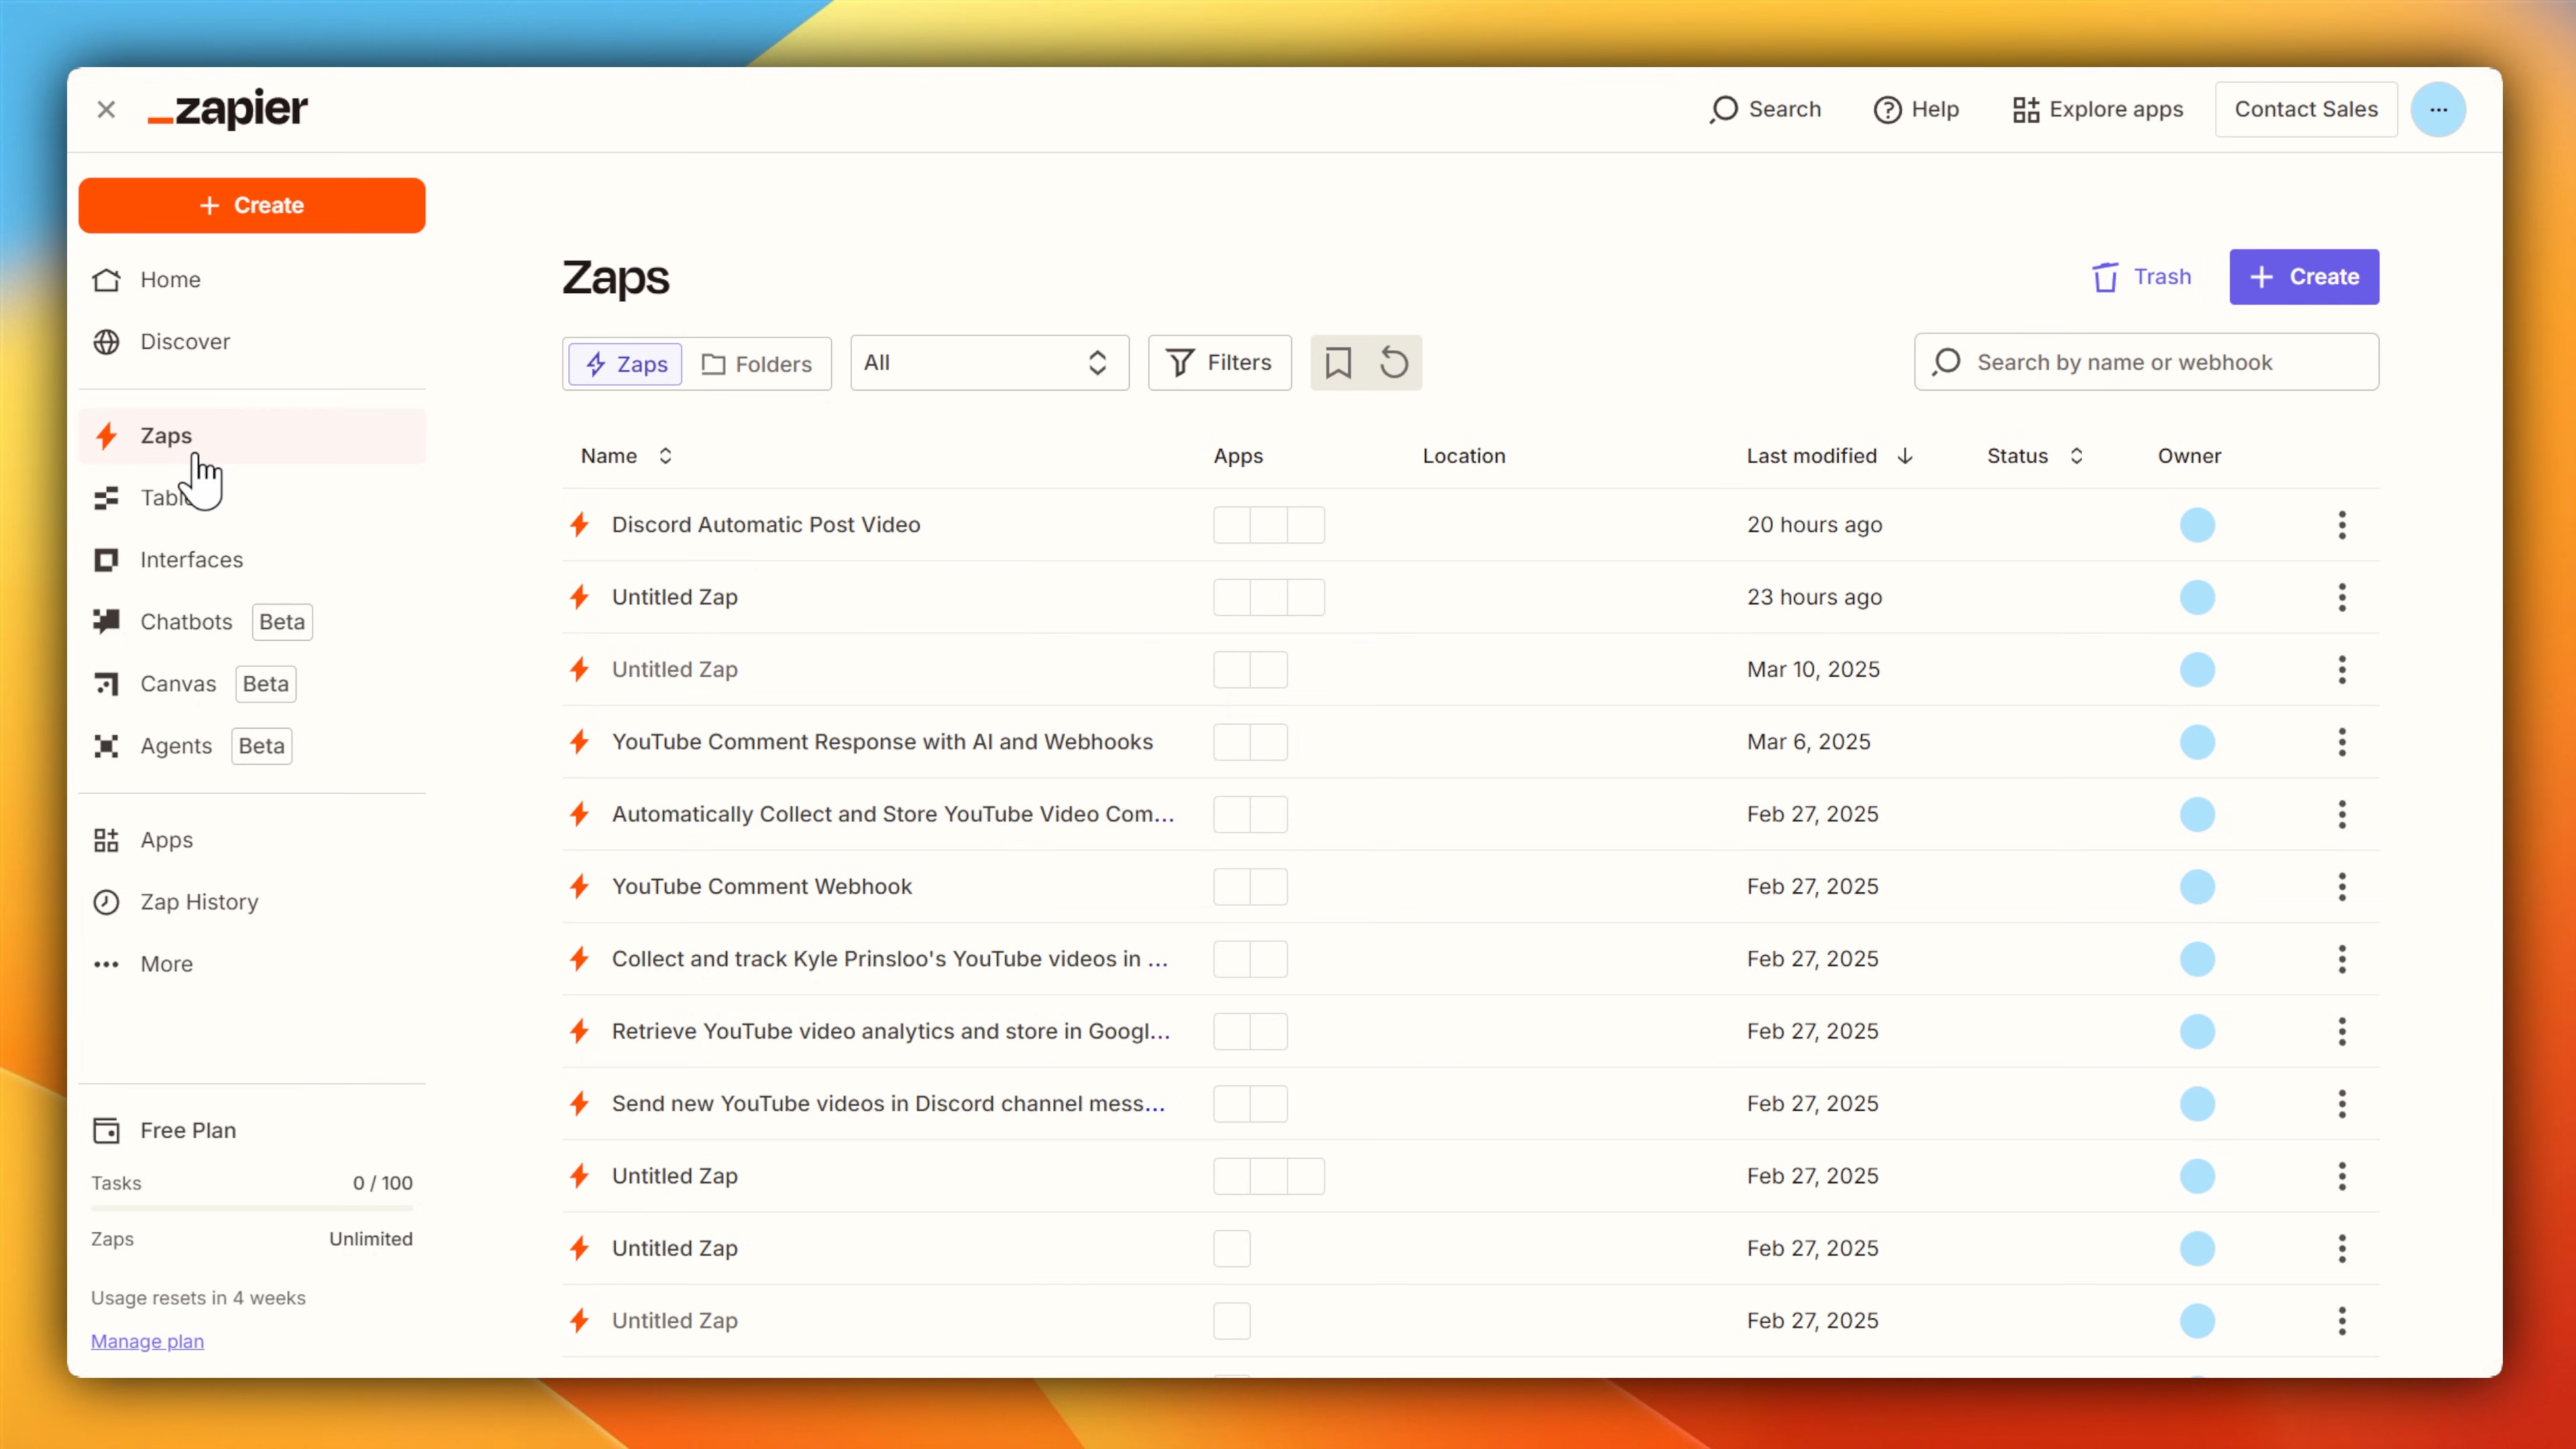 zapier
Search
Help
Explore apps
Contact Sales
Create
Home
Discover
Zaps
Interfaces
Chatbots Beta
Canvas Beta
Agents Beta
Apps
Zap History
More
Free Plan
Tasks 0 / 100
Zaps Unlimited
Usage resets in 4 weeks
Manage plan
Zaps
Trash
Create
Zaps Folders All Filters Search by name or webhook
Name Apps Location Last modified Status Owner
Discord Automatic Post Video 20 hours ago
Untitled Zap 23 hours ago
Untitled Zap Mar 10, 2025
YouTube Comment Response with AI and Webhooks Mar 6, 2025
Automatically Collect and Store YouTube Video Com... Feb 27, 2025
YouTube Comment Webhook Feb 27, 2025
Collect and track Kyle Prinsloo's YouTube videos in ... Feb 27, 2025
Retrieve YouTube video analytics and store in Googl... Feb 27, 2025
Send new YouTube videos in Discord channel mess... Feb 27, 2025
Untitled Zap Feb 27, 2025
Untitled Zap Feb 27, 2025
Untitled Zap Feb 27, 2025